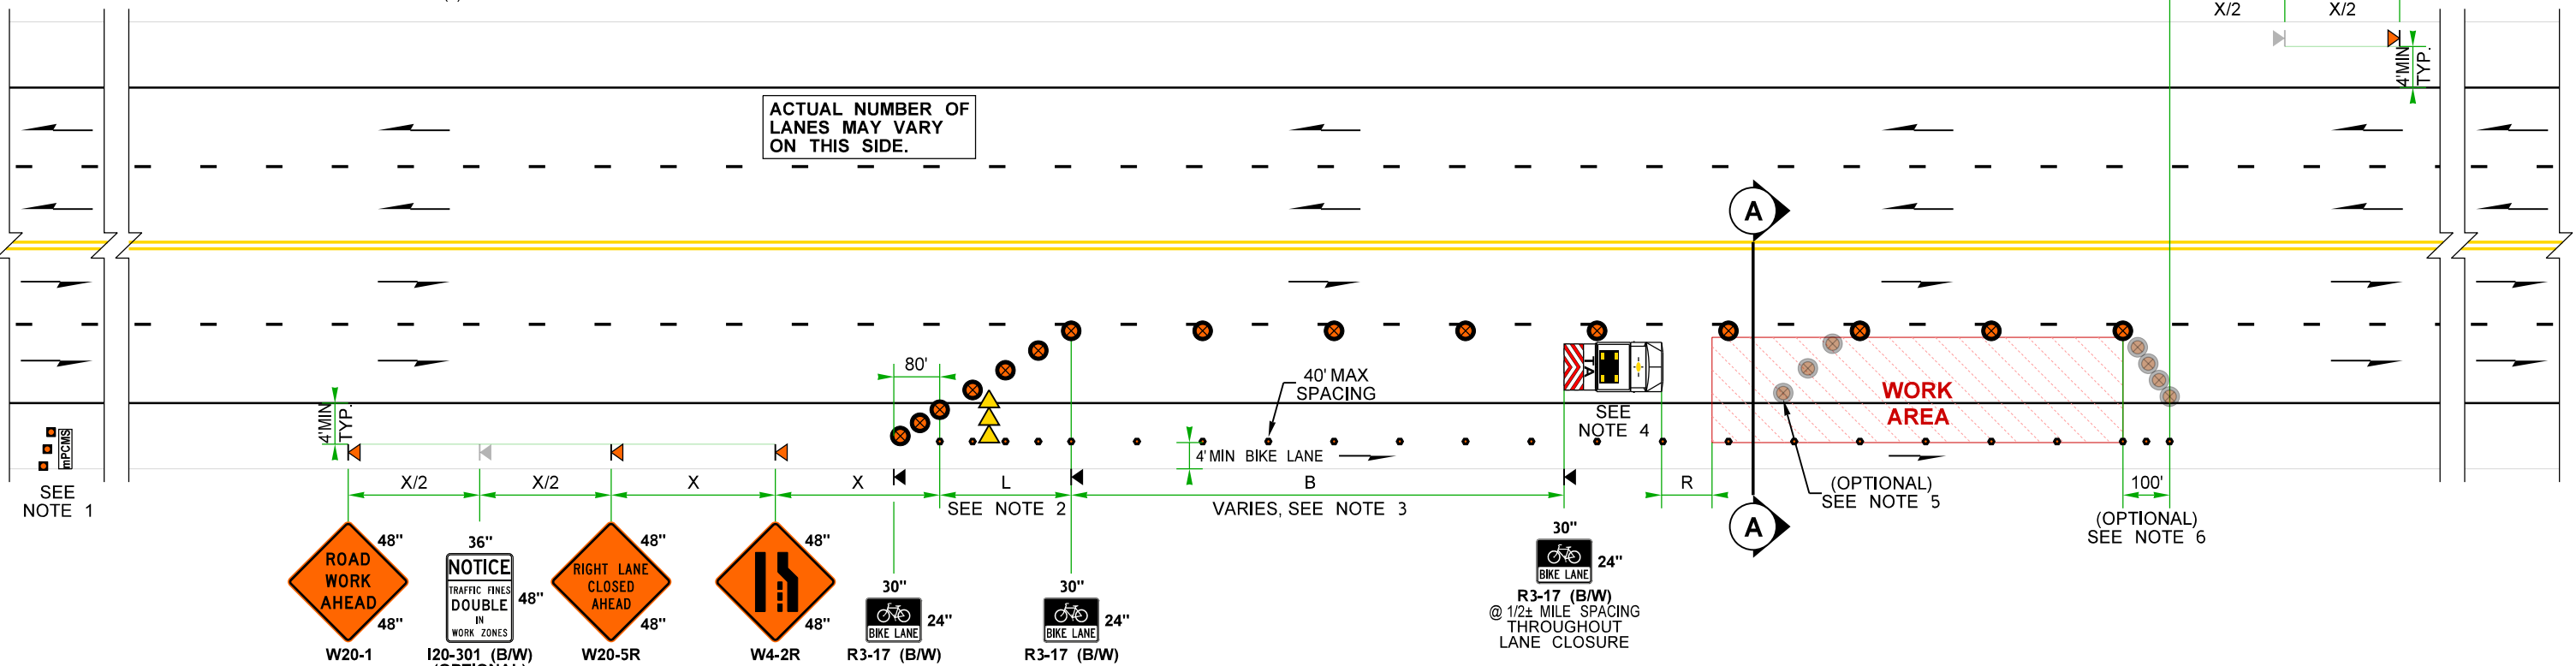 X/2
X/2
4'MIN
TYP.
ACTUAL NUMBER OF
LANES MAY VARY
ON THIS SIDE.
A
80'
40' MAX
SPACING
TA
WORK
AREA
4'MIN
TYP.
mPCMS
SEE
NOTE 1
SEE
NOTE 4
4' MIN BIKE LANE
X/2
X/2
X
X
L
SEE NOTE 2
B
VARIES, SEE NOTE 3
R
A
(OPTIONAL)
SEE NOTE 5
100'
(OPTIONAL)
SEE NOTE 6
ROAD
WORK
AHEAD
48"
48"
W20-1
36"
NOTICE
TRAFFIC FINES
DOUBLE
IN
WORK ZONES
48"
I20-301 (B/W)
(OPTIONAL)
RIGHT LANE
CLOSED
AHEAD
48"
48"
W20-5R
48"
48"
W4-2R
30"
BIKE LANE
24"
R3-17 (B/W)
30"
BIKE LANE
24"
R3-17 (B/W)
30"
BIKE LANE
24"
R3-17 (B/W)
@ 1/2± MILE SPACING
THROUGHOUT
LANE CLOSURE